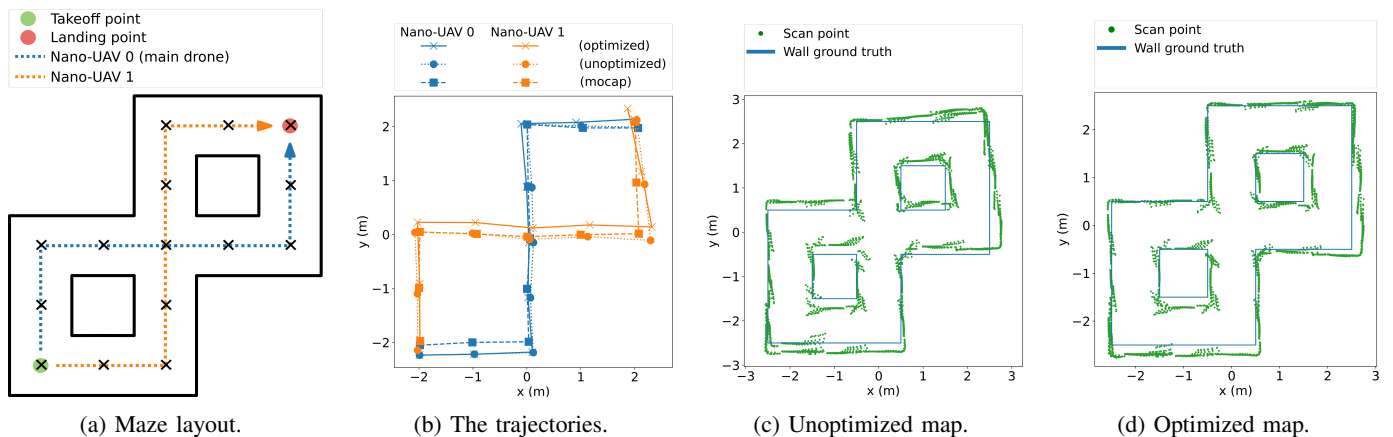 Takeoff point
Landing point
Nano-UAV 0 (main drone)
Nano-UAV 1
(a) Maze layout.
Nano-UAV 0 Nano-UAV 1
(optimized)
(unoptimized)
(mocap)
y (m)
2
1
0
−1
−2
−2 −1 0 1 2
x (m)
(b) The trajectories.
Scan point
Wall ground truth
y (m)
3
2
1
0
−1
−2
−3
−3 −2 −1 0 1 2 3
x (m)
(c) Unoptimized map.
Scan point
Wall ground truth
y (m)
2
1
0
−1
−2
−2 −1 0 1 2 3
x (m)
(d) Optimized map.